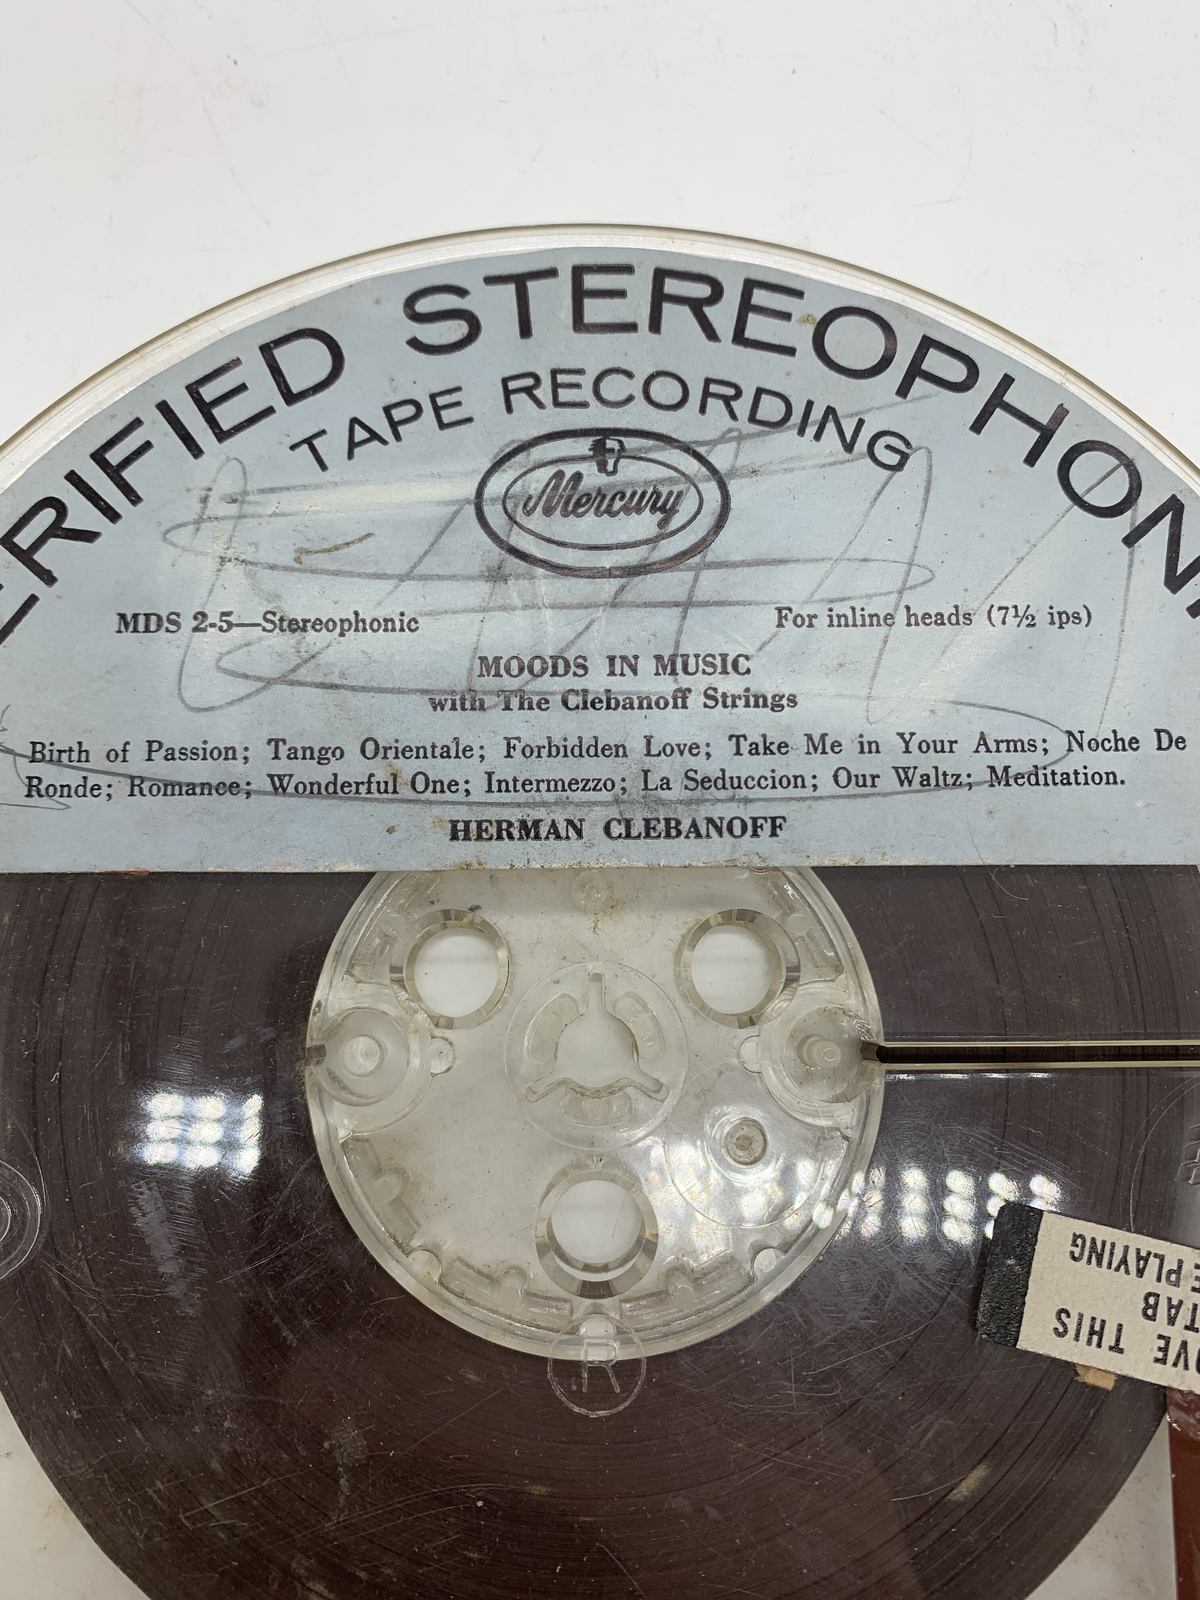 ERIFIED STEREOPHON
TAPE RECORDING
Mercury
MDS 2-5—Stereophonic
For inline heads (7½ ips)
MOODS IN MUSIC
with The Clebanoff Strings
Birth of Passion; Tango Orientale; Forbidden Love; Take Me in Your Arms; Noche De
Ronde; Romance; Wonderful One; Intermezzo; La Seduccion; Our Waltz; Meditation.
HERMAN CLEBANOFF
OVE THIS
TAB
E PLAYING
R